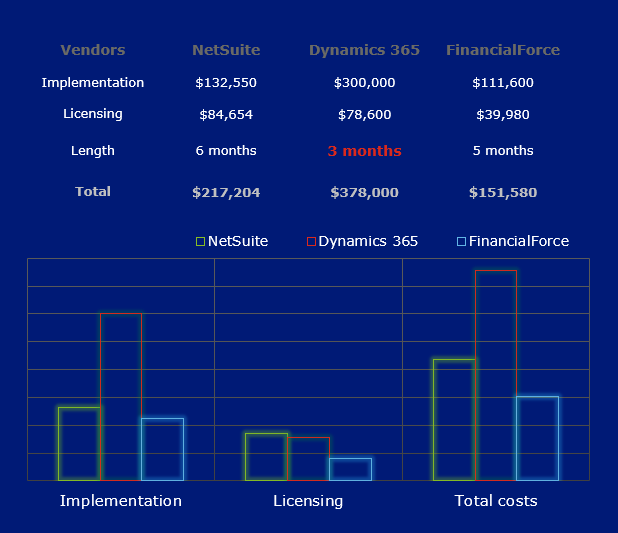 Vendors NetSuite Dynamics 365 FinancialForce
Implementation $132,550 $300,000 $111,600
Licensing $84,654 $78,600 $39,980
Length 6 months 3 months 5 months
Total $217,204 $378,000 $151,580
NetSuite Dynamics 365 FinancialForce
Implementation Licensing Total costs